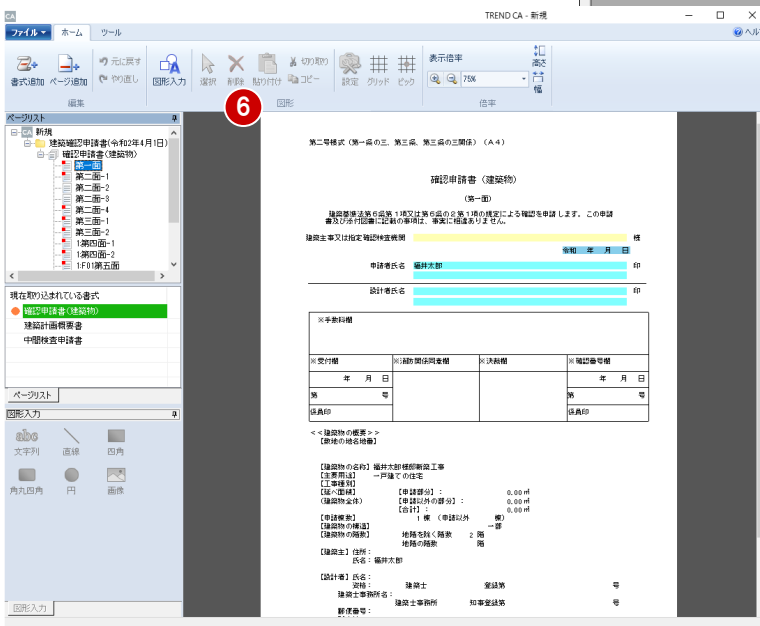 CA
TREND CA - 新規
ファイル
ホーム
ツール
ヘル
書式追加
ページ追加
元に戻す
やり直し
図形入力
選択
削除
貼り付け
切り取り
コピー
設定
グリッド
ピック
表示倍率
75%
高さ
幅
編集
図形
倍率
6
ページリスト
CA 新規
建築確認申請書(令和2年4月1日)
確認申請書(建築物)
第一面
第二面-1
第二面-2
第二面-3
第二面-4
第三面-1
第三面-2
1:第四面-1
1:第四面-2
1:F01第五面
現在取り込まれている書式
確認申請書(建築物)
建築計画概要書
中間検査申請書
ページリスト
図形入力
abc
文字列
直線
四角
角丸四角
円
画像
図形入力
第二号様式（第一条の三、第三条、第三条の三関係）（Ａ４）
確認申請書（建築物）
（第一面）
建築基準法第６条第１項又は第６条の２第１項の規定による確認を申請します。この申請
書及び添付図書に記載の事項は、事実に相違ありません。
建築主事又は指定確認検査機関
様
令和 年 月 日
申請者氏名 福井太郎 印
設計者氏名 印
※手数料欄
※受付欄 ※消防関係同意欄 ※決裁欄 ※確認番号欄
年 月 日 年 月 日
第 号 第 号
係員印 係員印
＜＜建築物の概要＞＞
【敷地の地名地番】
【建築物の名称】福井太郎様邸新築工事
【主要用途】 一戸建ての住宅
【工事種別】
【延べ面積】 【申請部分】： 0.00㎡
（建築物全体） 【申請以外の部分】： 0.00㎡
【合計】： 0.00㎡
【申請棟数】 １棟 （申請以外 棟）
【建築物の構造】 一部
【建築物の階数】 地階を除く階数 ２ 階
地階の階数 階
【建築主】住所：
氏名：福井太郎
【設計者】氏名：
資格： 建築士 登録第 号
建築士事務所名：
建築士事務所 知事登録第 号
郵便番号：